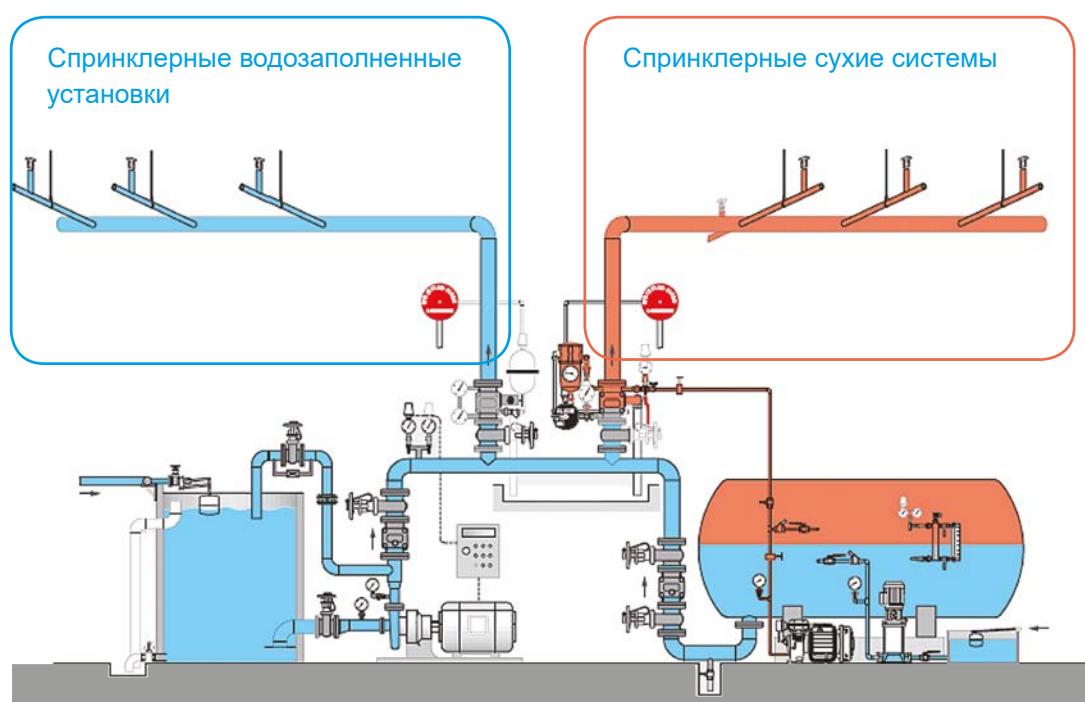 Спринклерные водозаполненные
установки
Спринклерные сухие системы